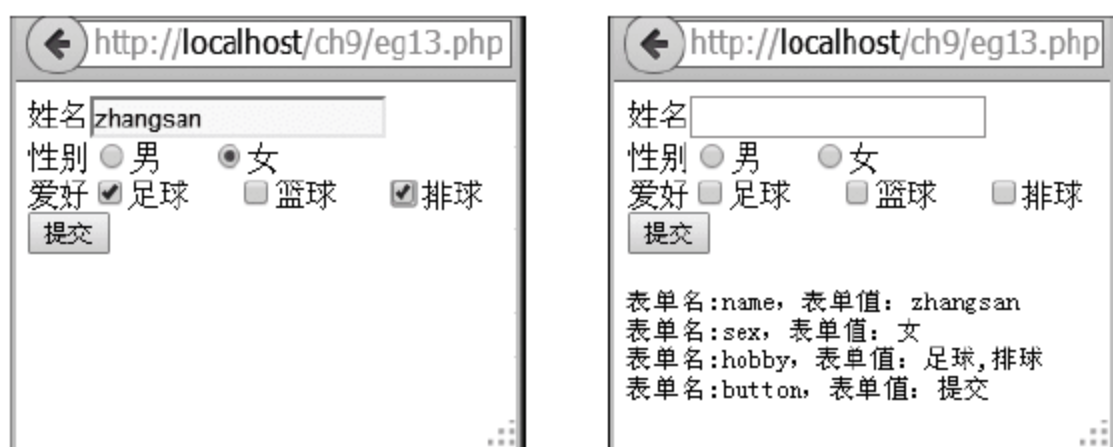 http://localhost/ch9/eg13.php
姓名 zhangsan
性别 男 女
爱好 足球 篮球 排球
提交
http://localhost/ch9/eg13.php
姓名
性别 男 女
爱好 足球 篮球 排球
提交
表单名:name，表单值：zhangsan
表单名:sex，表单值：女
表单名:hobby，表单值：足球,排球
表单名:button，表单值：提交